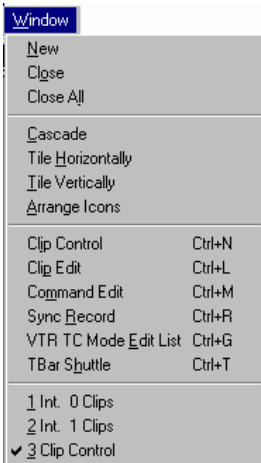 Window
New
Close
Close All
Cascade
Tile Horizontally
Tile Vertically
Arrange Icons
Clip Control Ctrl+N
Clip Edit Ctrl+L
Command Edit Ctrl+M
Sync Record Ctrl+R
VTR TC Mode Edit List Ctrl+G
TBar Shuttle Ctrl+T
1 Int. 0 Clips
2 Int. 1 Clips
✔ 3 Clip Control